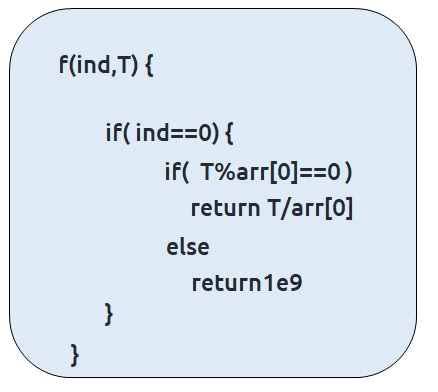 f(ind,T) {
if( ind==0) {
if(  T%arr[0]==0 )
return T/arr[0]
else
return1e9
}
}